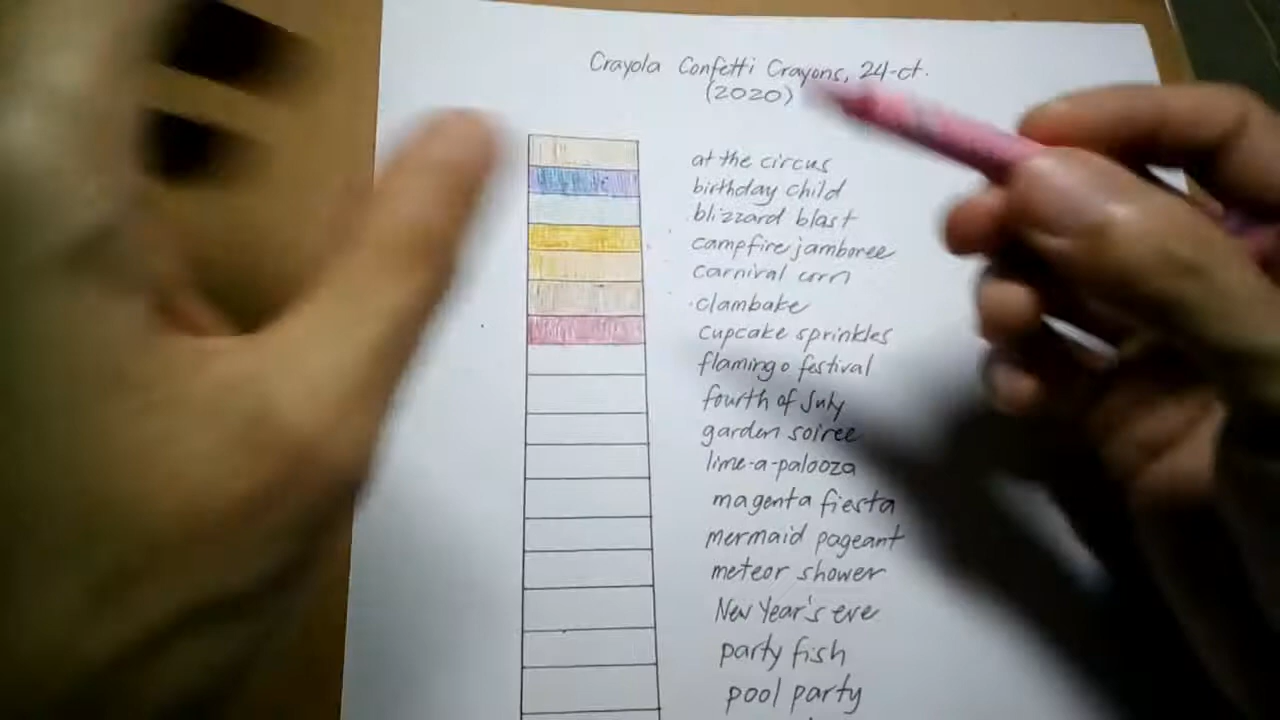 Crayola Confetti Crayons, 24-ct.
(2020)
at the circus
birthday child
blizzard blast
campfire jamboree
carnival corn
clambake
cupcake sprinkles
flamingo festival
fourth of July
garden soiree
lime-a-palooza
magenta fiesta
mermaid pageant
meteor shower
New Year's eve
party fish
pool party